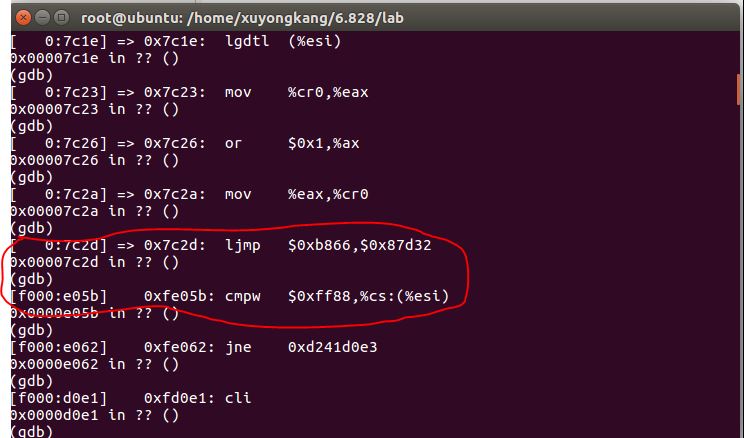 root@ubuntu: /home/xuyongkang/6.828/lab
[   0:7c1e] => 0x7c1e:  lgdtl  (%esi)
0x00007c1e in ?? ()
(gdb)
[   0:7c23] => 0x7c23:  mov    %cr0,%eax
0x00007c23 in ?? ()
(gdb)
[   0:7c26] => 0x7c26:  or     $0x1,%ax
0x00007c26 in ?? ()
(gdb)
[   0:7c2a] => 0x7c2a:  mov    %eax,%cr0
0x00007c2a in ?? ()
(gdb)
[   0:7c2d] => 0x7c2d:  ljmp   $0xb866,$0x87d32
0x00007c2d in ?? ()
(gdb)
[f000:e05b]    0xfe05b: cmpw   $0xff88,%cs:(%esi)
0x0000e05b in ?? ()
(gdb)
[f000:e062]    0xfe062: jne    0xd241d0e3
0x0000e062 in ?? ()
(gdb)
[f000:d0e1]    0xfd0e1: cli
0x0000d0e1 in ?? ()
(gdb)